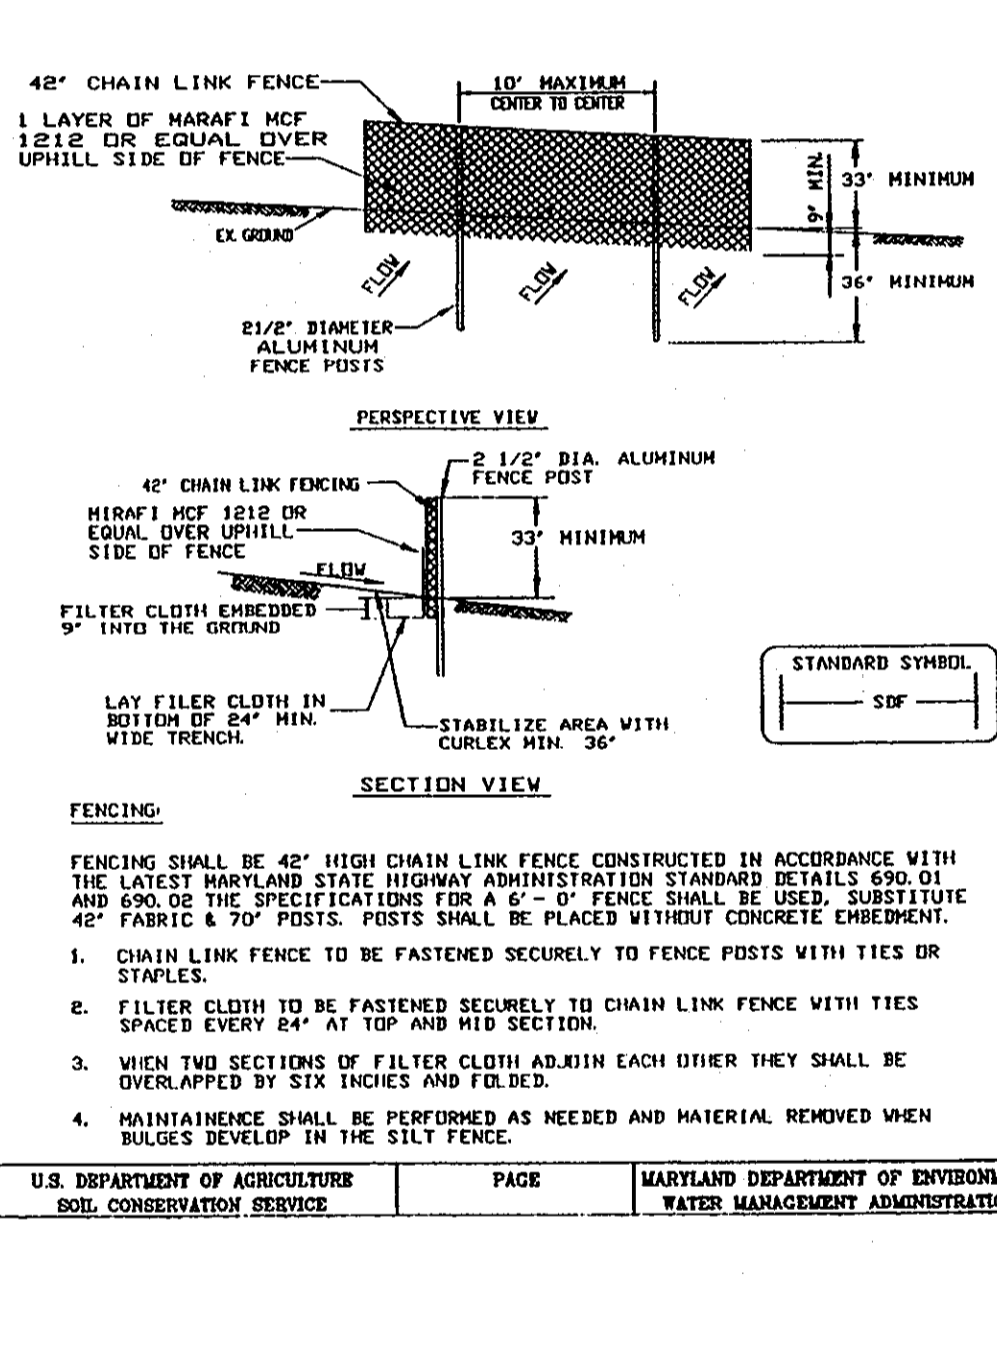 42" CHAIN LINK FENCE
1 LAYER OF MARAFI MCF
1212 OR EQUAL OVER
UPHILL SIDE OF FENCE
10' MAXIMUM
CENTER TO CENTER
9" MIN.
33" MINIMUM
EX. GROUND
FLOW
FLOW
FLOW
36" MINIMUM
21/2" DIAMETER
ALUMINUM
FENCE POSTS
PERSPECTIVE VIEW
2 1/2" DIA. ALUMINUM
FENCE POST
42" CHAIN LINK FENCING
MIRAFI MCF 1212 OR
EQUAL OVER UPHILL
SIDE OF FENCE
33" MINIMUM
FLOW
FILTER CLOTH EMBEDDED
9" INTO THE GROUND
LAY FILER CLOTH IN
BOTTOM OF 24" MIN.
WIDE TRENCH.
STABILIZE AREA WITH
CURLEX MIN. 36"
STANDARD SYMBOL
SDF
SECTION VIEW
FENCING:
FENCING SHALL BE 42" HIGH CHAIN LINK FENCE CONSTRUCTED IN ACCORDANCE WITH
THE LATEST MARYLAND STATE HIGHWAY ADMINISTRATION STANDARD DETAILS 690.01
AND 690.02 THE SPECIFICATIONS FOR A 6' - 0" FENCE SHALL BE USED, SUBSTITUTE
42" FABRIC & 70" POSTS. POSTS SHALL BE PLACED WITHOUT CONCRETE EMBEDMENT.
1. CHAIN LINK FENCE TO BE FASTENED SECURELY TO FENCE POSTS WITH TIES OR
STAPLES.
2. FILTER CLOTH TO BE FASTENED SECURELY TO CHAIN LINK FENCE WITH TIES
SPACED EVERY 24" AT TOP AND MID SECTION.
3. WHEN TWO SECTIONS OF FILTER CLOTH ADJOIN EACH OTHER THEY SHALL BE
OVERLAPPED BY SIX INCHES AND FOLDED.
4. MAINTAINENCE SHALL BE PERFORMED AS NEEDED AND MATERIAL REMOVED WHEN
BULGES DEVELOP IN THE SILT FENCE.
U.S. DEPARTMENT OF AGRICULTURE
SOIL CONSERVATION SERVICE
PAGE
MARYLAND DEPARTMENT OF ENVIRON
WATER MANAGEMENT ADMINISTRATIO